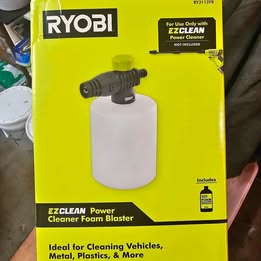 RY3112FB
RYOBI
For Use Only with
EZCLEAN
Power Cleaner
NOT INCLUDED
Includes
EZCLEAN Power
Cleaner Foam Blaster
Ideal for Cleaning Vehicles,
Metal, Plastics, & More